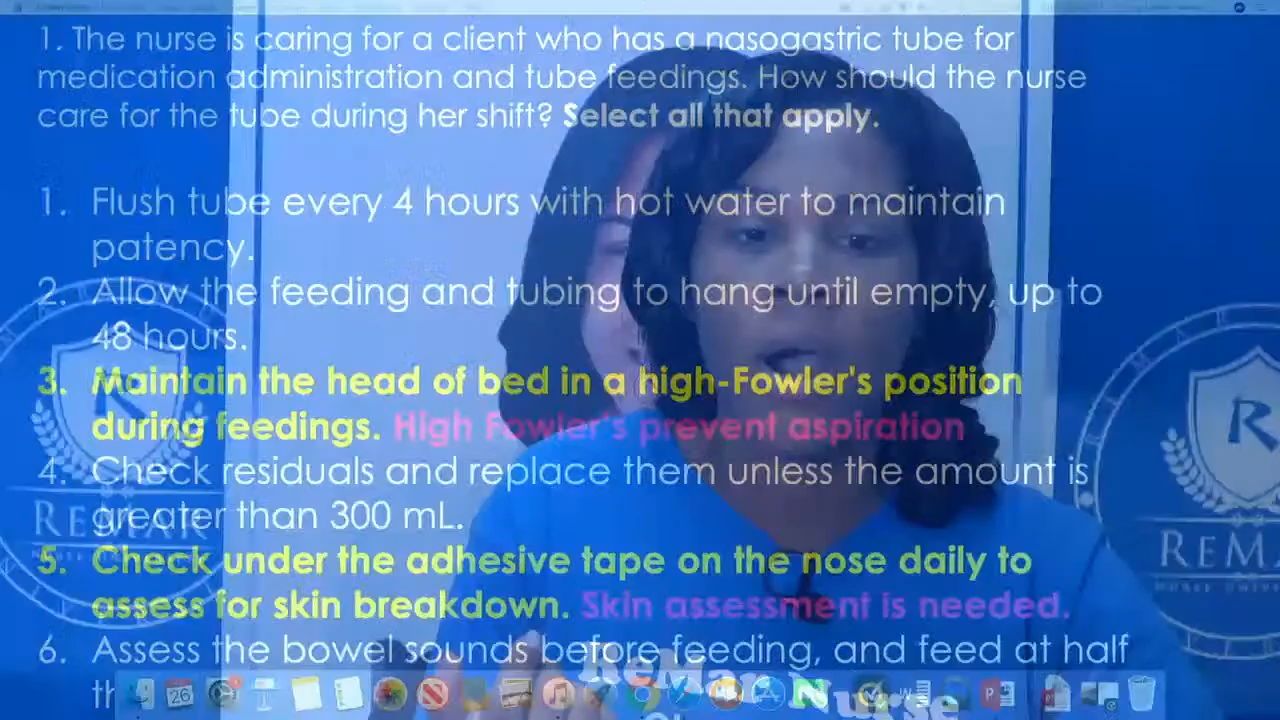 1. The nurse is caring for a client who has a nasogastric tube for
medication administration and tube feedings. How should the nurse
care for the tube during her shift? Select all that apply.
1. Flush tube every 4 hours with hot water to maintain
patency.
2. Allow the feeding and tubing to hang until empty, up to
48 hours.
3. Maintain the head of bed in a high-Fowler's position
during feedings. High Fowler's prevent aspiration
4. Check residuals and replace them unless the amount is
greater than 300 mL.
5. Check under the adhesive tape on the nose daily to
assess for skin breakdown. Skin assessment is needed.
6. Assess the bowel sounds before feeding, and feed at half
ReMar Nurse
REMAR
R
REMA
26